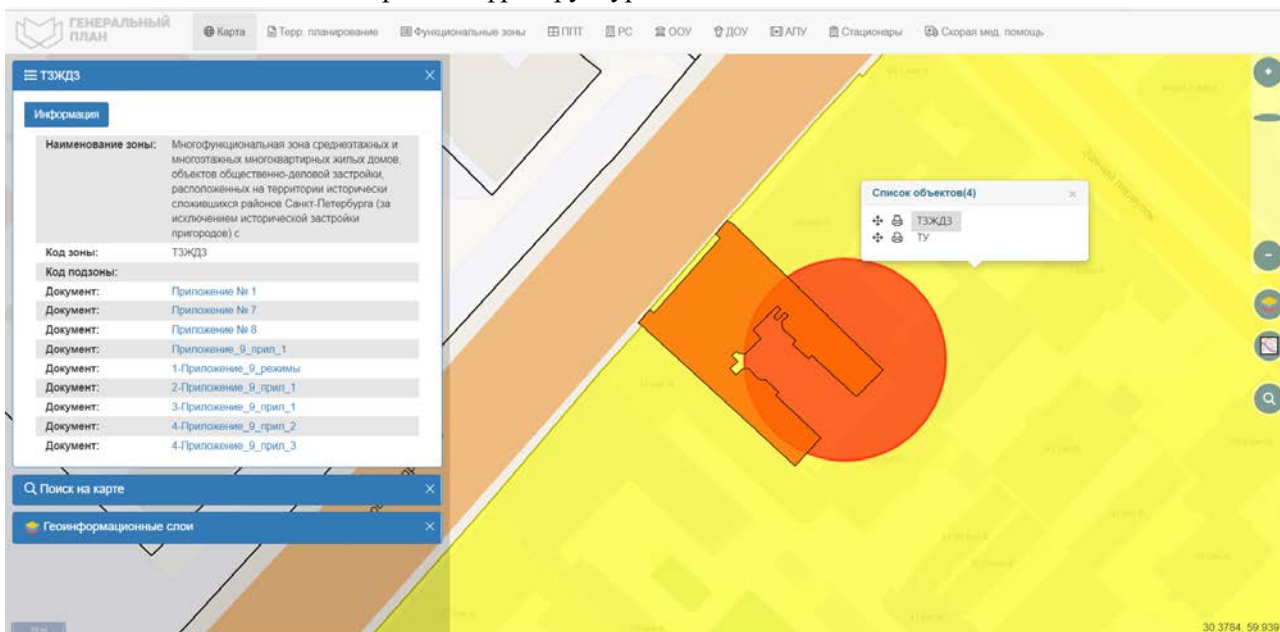 ГЕНЕРАЛЬНЫЙ
ПЛАН
Карта Терр. планирование Функциональные зоны ППТ РС ООУ ДОУ АПУ Стационары Скорая мед. помощь
ТЗЖДЗ
Информация
Наименование зоны: Многофункциональная зона среднеэтажных и
многоэтажных многоквартирных жилых домов,
объектов общественно-деловой застройки,
расположенных на территории исторически
сложившихся районов Санкт-Петербурга (за
исключением исторической застройки
пригородов) с
Код зоны: ТЗЖДЗ
Код подзоны:
Документ: Приложение № 1
Документ: Приложение № 7
Документ: Приложение № 8
Документ: Приложение_9_прил_1
Документ: 1-Приложение_9_режимы
Документ: 2-Приложение_9_прил_1
Документ: 3-Приложение_9_прил_1
Документ: 4-Приложение_9_прил_2
Документ: 4-Приложение_9_прил_3
Поиск на карте
Геоинформационные слои
Список объектов(4)
ТЗЖДЗ
ТУ
30.3784, 59.939